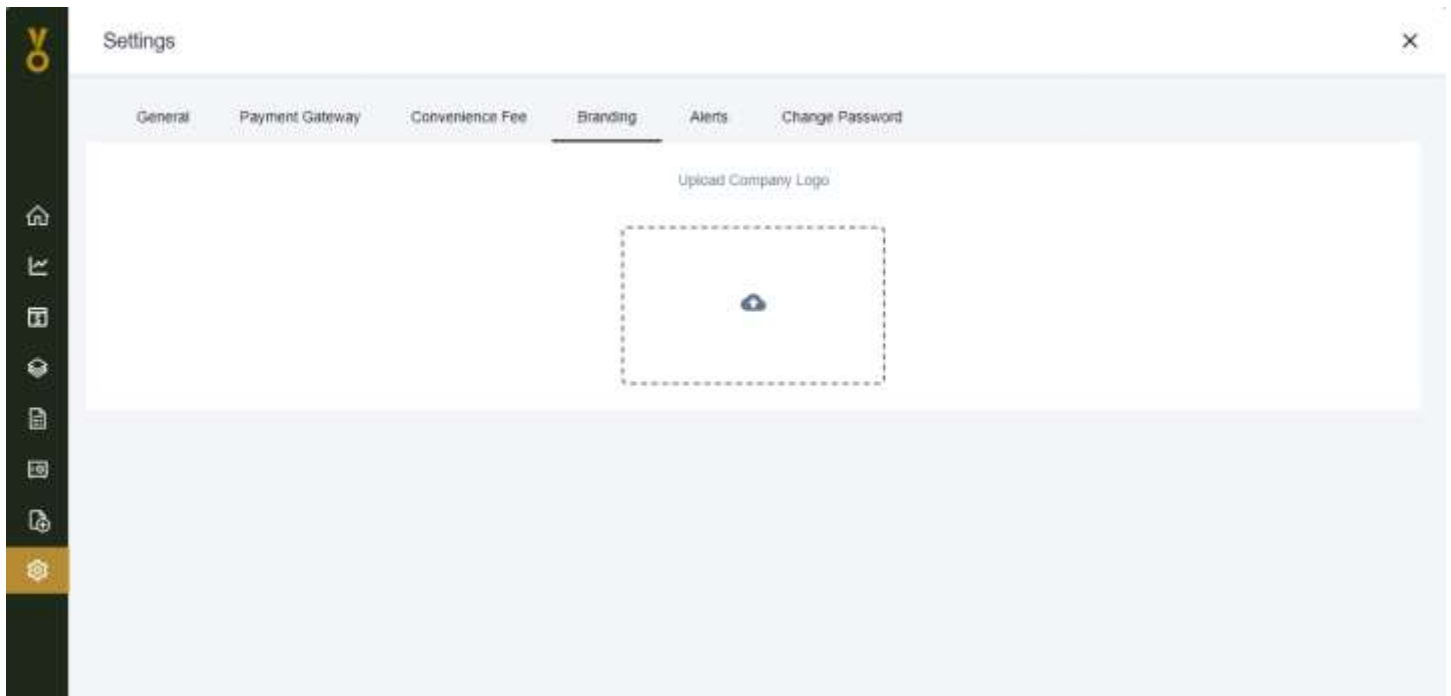 Settings
General Payment Gateway Convenience Fee Branding Alerts Change Password
Upload Company Logo